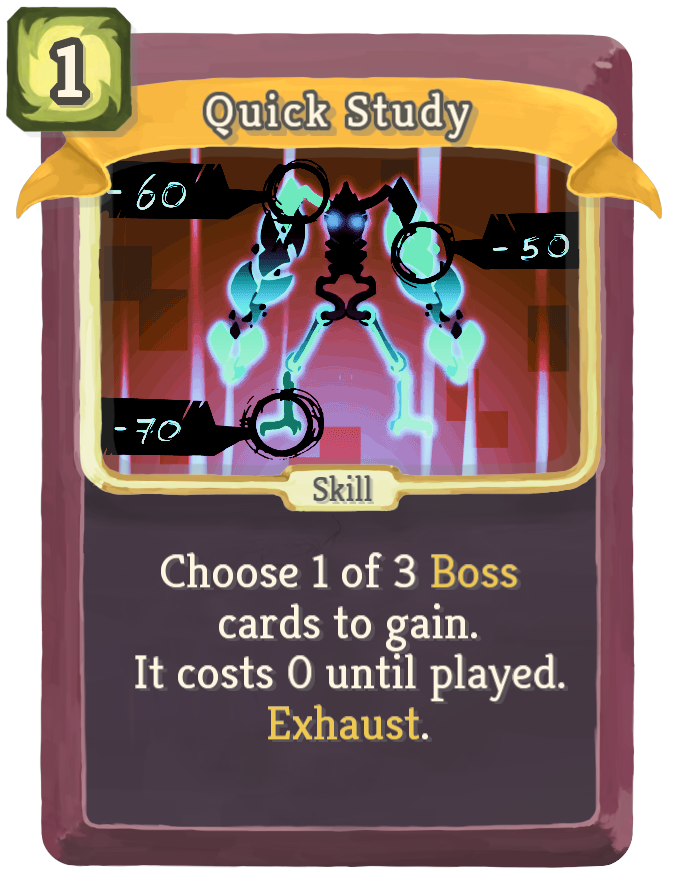 1
Quick Study
-60
-50
-70
Skill
Choose 1 of 3 Boss
cards to gain.
It costs 0 until played.
Exhaust.